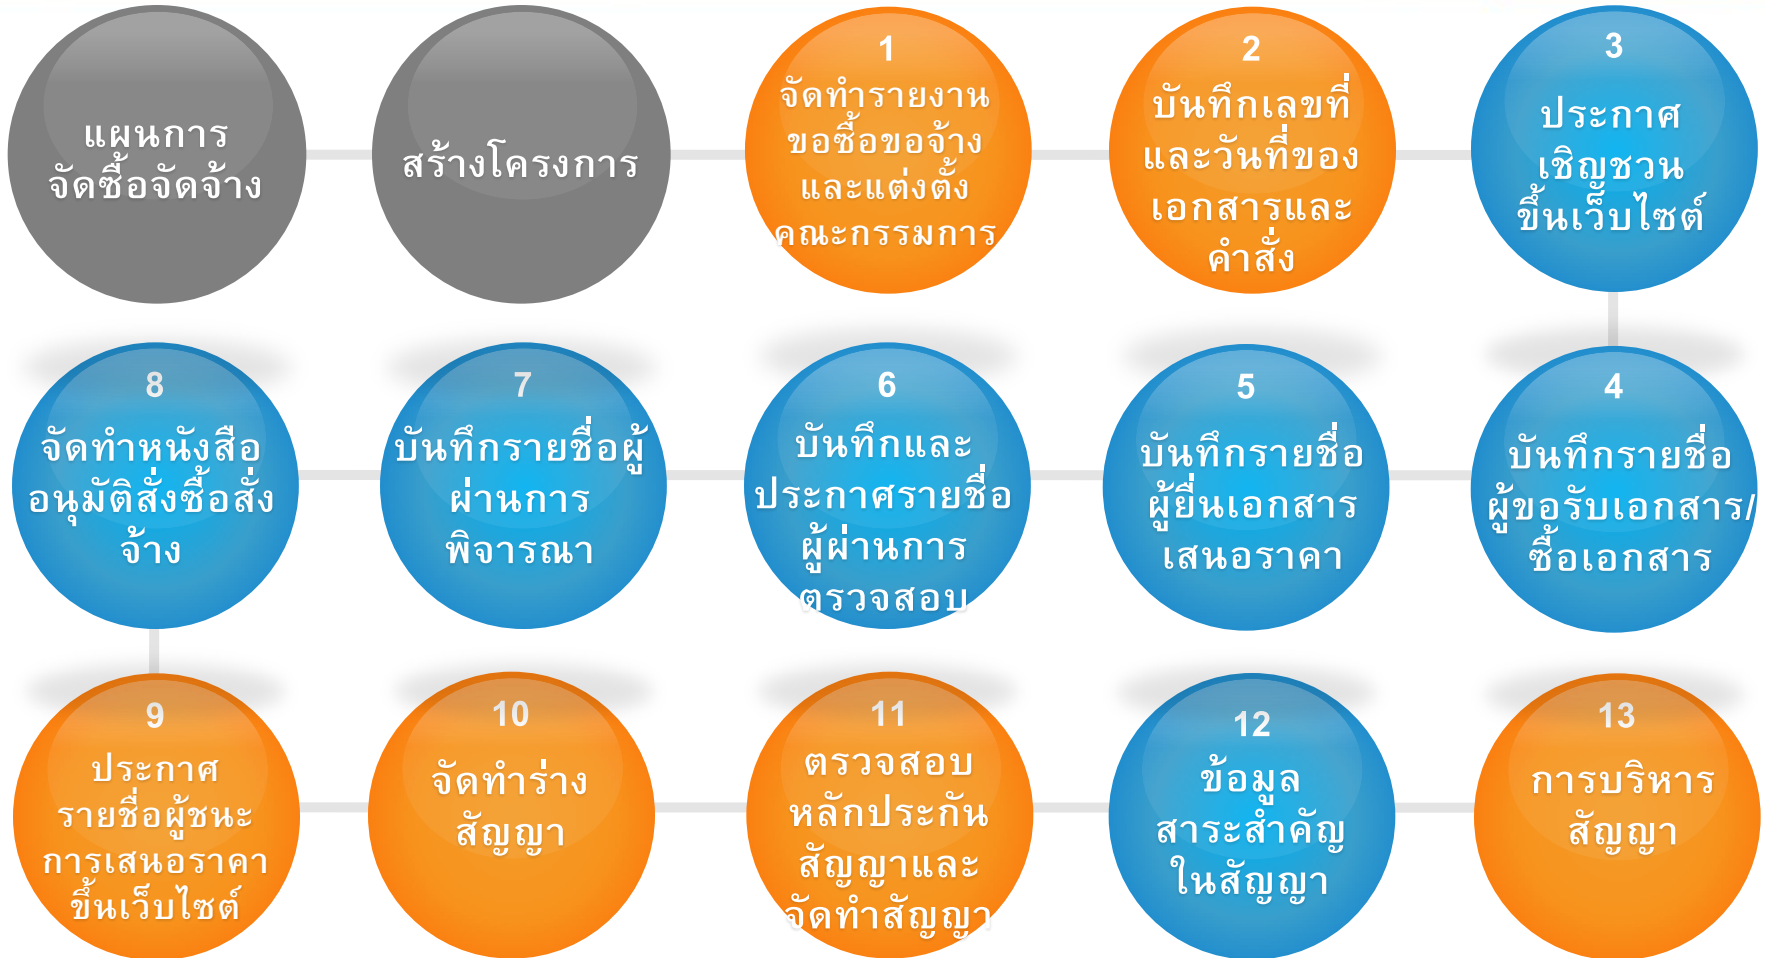 แผนการ
จัดซื้อจัดจ้าง
สร้างโครงการ
1
จัดทำรายงาน
ขอซื้อขอจ้าง
และแต่งตั้ง
คณะกรรมการ
2
บันทึกเลขที่
และวันที่ของ
เอกสารและ
คำสั่ง
3
ประกาศ
เชิญชวน
ขึ้นเว็บไซต์
4
บันทึกรายชื่อ
ผู้ขอรับเอกสาร/
ซื้อเอกสาร
5
บันทึกรายชื่อ
ผู้ยื่นเอกสาร
เสนอราคา
6
บันทึกและ
ประกาศรายชื่อ
ผู้ผ่านการ
ตรวจสอบ
7
บันทึกรายชื่อผู้
ผ่านการ
พิจารณา
8
จัดทำหนังสือ
อนุมัติสั่งซื้อสั่ง
จ้าง
9
ประกาศ
รายชื่อผู้ชนะ
การเสนอราคา
ขึ้นเว็บไซต์
10
จัดทำร่าง
สัญญา
11
ตรวจสอบ
หลักประกัน
สัญญาและ
จัดทำสัญญา
12
ข้อมูล
สาระสำคัญ
ในสัญญา
13
การบริหาร
สัญญา